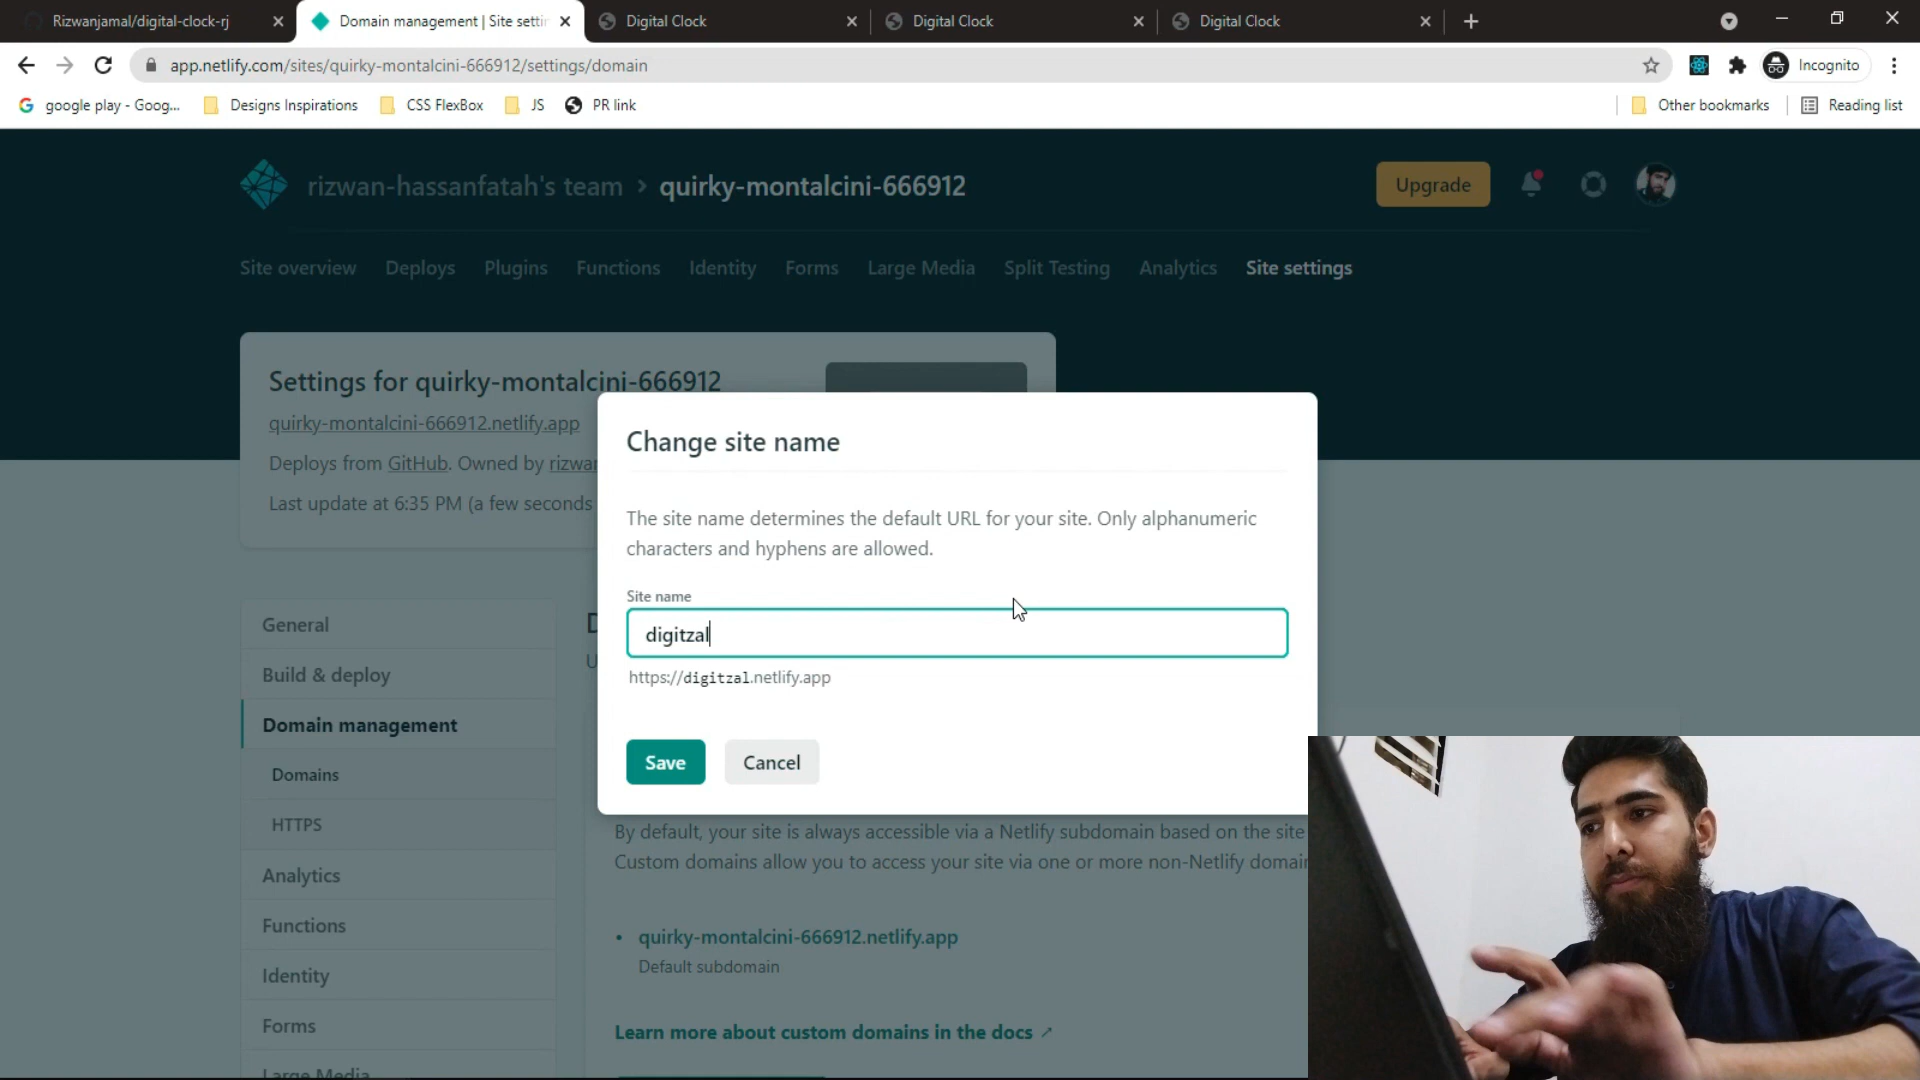 Rizwanjamal/digital-clock-rj
Domain management | Site settin
Digital Clock
Digital Clock
Digital Clock
app.netlify.com/sites/quirky-montalcini-666912/settings/domain
Incognito
google play - Goog...
Designs Inspirations
CSS FlexBox
JS
PR link
Other bookmarks
Reading list
rizwan-hassanfatah's team > quirky-montalcini-666912
Upgrade
Site overview
Deploys
Plugins
Functions
Identity
Forms
Large Media
Split Testing
Analytics
Site settings
Settings for quirky-montalcini-666912
quirky-montalcini-666912.netlify.app
Deploys from GitHub. Owned by rizwan
Last update at 6:35 PM (a few seconds
Change site name
The site name determines the default URL for your site. Only alphanumeric
characters and hyphens are allowed.
Site name
digitzal
https://digitzal.netlify.app
Save
Cancel
General
Build & deploy
Domain management
Domains
HTTPS
Analytics
Functions
Identity
Forms
Large Media
By default, your site is always accessible via a Netlify subdomain based on the site
Custom domains allow you to access your site via one or more non-Netlify domain
• quirky-montalcini-666912.netlify.app
Default subdomain
Learn more about custom domains in the docs ↗